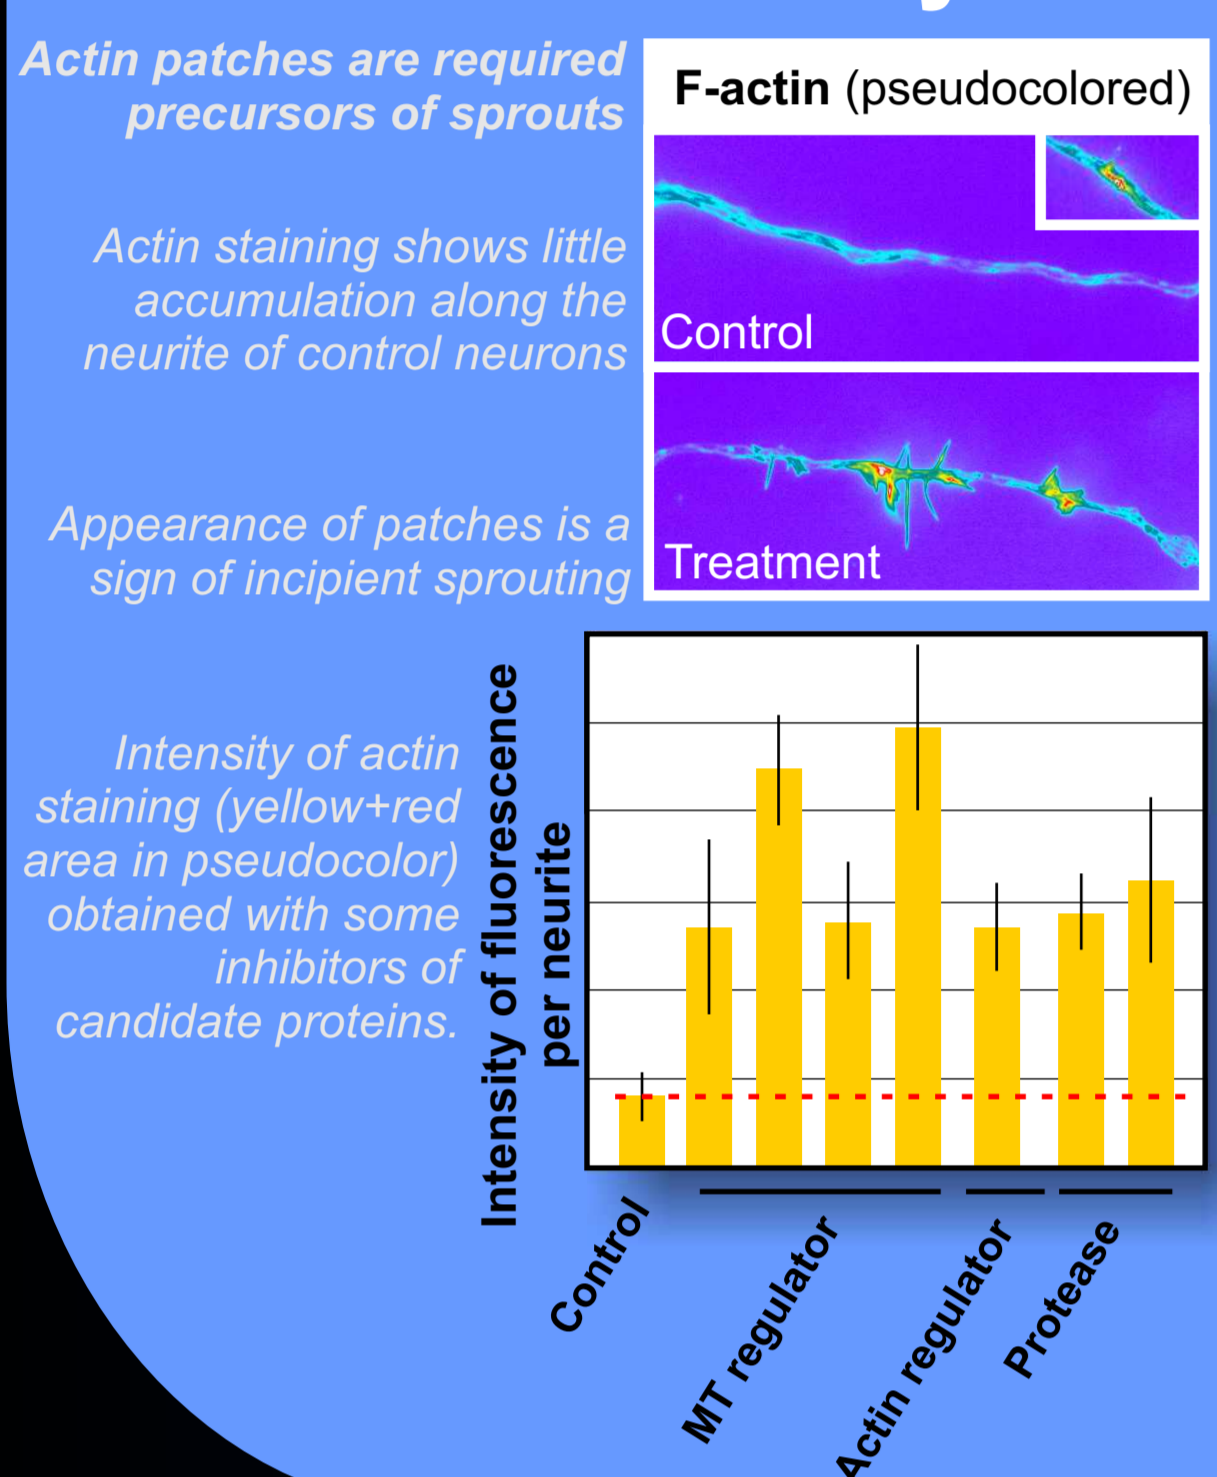 Actin patches are required
precursors of sprouts
F-actin (pseudocolored)
Actin staining shows little
accumulation along the
neurite of control neurons
Control
Appearance of patches is a
sign of incipient sprouting
Treatment
Intensity of actin
staining (yellow+red
area in pseudocolor)
obtained with some
inhibitors of
candidate proteins.
Intensity of fluorescence
per neurite
Control
MT regulator
Actin regulator
Protease